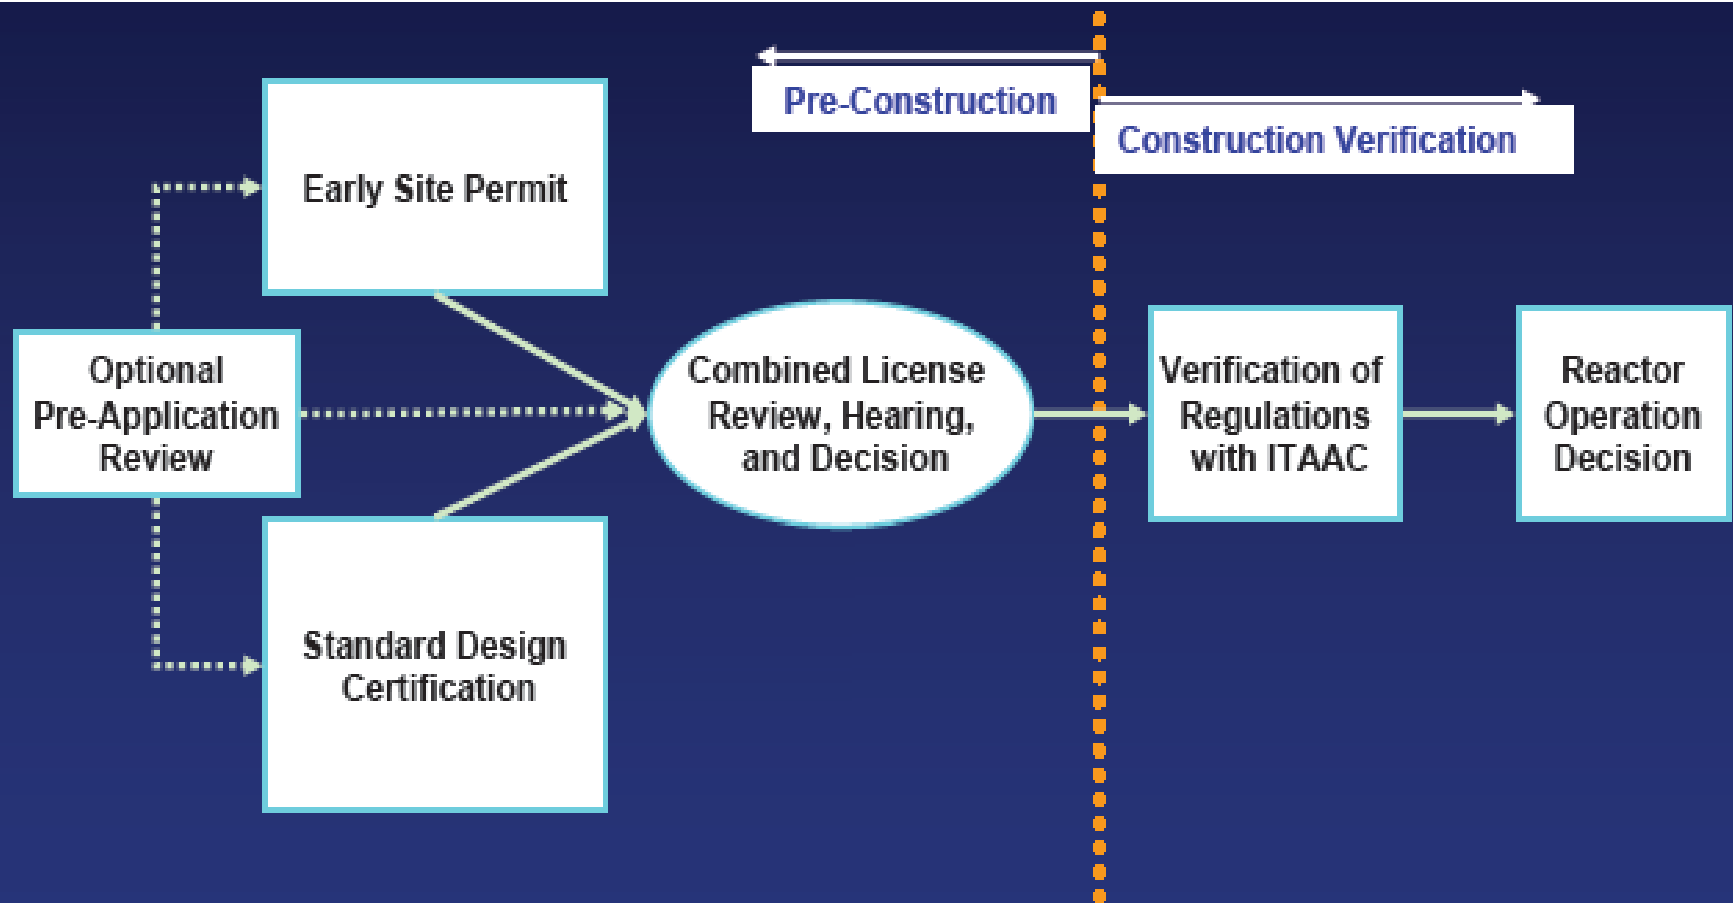 Pre-Construction
Construction Verification
Early Site Permit
Optional
Pre-Application
Review
Combined License
Review, Hearing,
and Decision
Verification of
Regulations
with ITAAC
Reactor
Operation
Decision
Standard Design
Certification